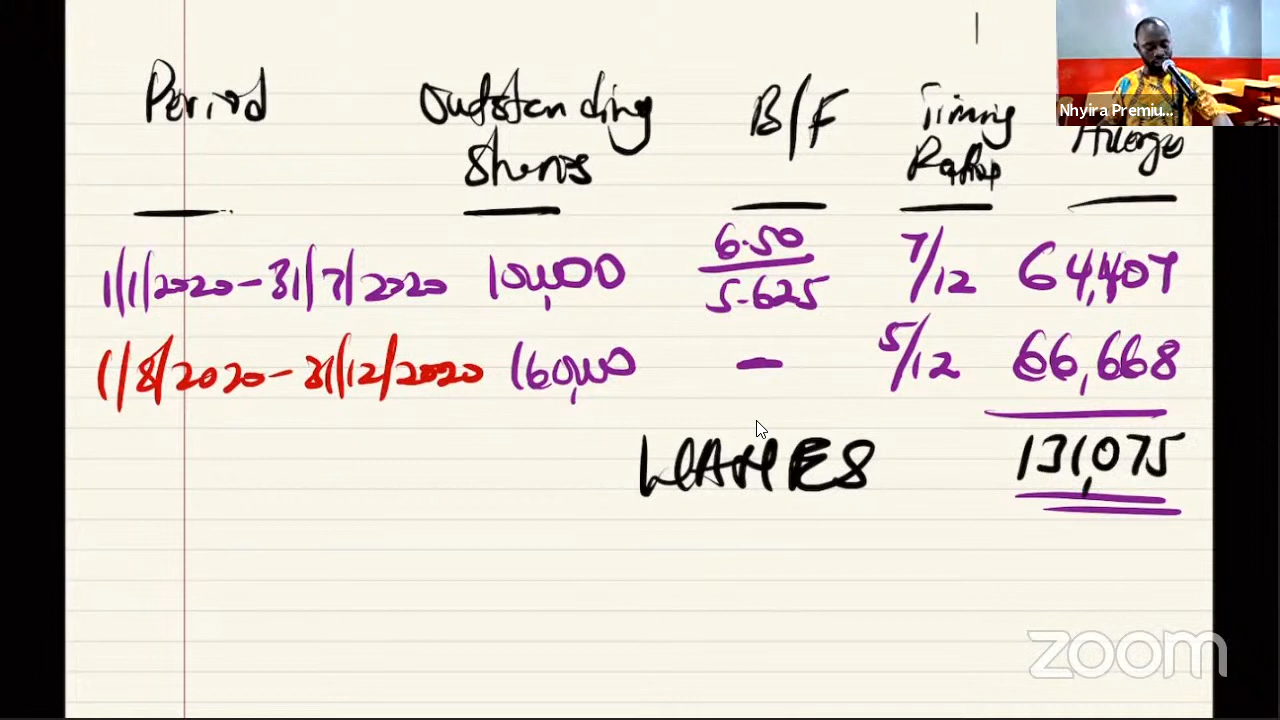 Period Outstanding Shares B/F Timing Ratio Average
Nhyira Premiu...
1/1/2020-31/7/2020 100,000 6.50/5.625 7/12 64,407
1/8/2020-31/12/2020 160,000 - 5/12 66,668
131,075
zoom